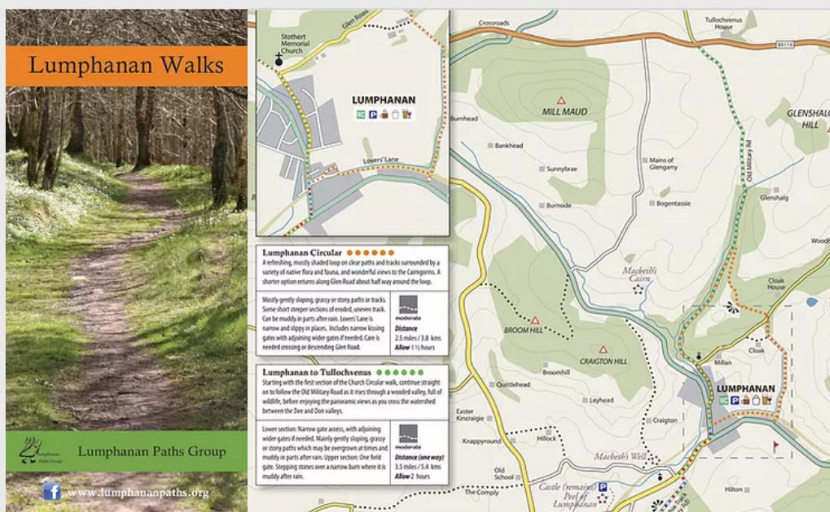 Lumphanan Walks
Lumphanan
Paths Group
Lumphanan Paths Group
www.lumphananpaths.org
Glen Road
Stothert
Memorial
Church
LUMPHANAN
Lovers' Lane
Lumphanan Circular
A refreshing, mostly shaded loop on clear paths and tracks surrounded by a
variety of native flora and fauna, and wonderful views to the Cairngorms. A
shorter option returns along Glen Road about half way around the loop.
Mostly gently sloping, grassy or stony paths or tracks.
Some short steeper sections of eroded, uneven track.
Can be muddy in parts after rain. Lovers' Lane is
narrow and slippy in places. Includes narrow kissing
gates with adjoining wider gates if needed. Care is
needed crossing or descending Glen Road.
moderate
Distance
2.5 miles / 3.8 kms
Allow 1 ½ hours
Lumphanan to Tullochvenus
Starting with the first section of the Church Circular walk, continue straight
on to follow the Old Military Road as it rises through a wooded valley, full of
wildlife, before enjoying the panoramic views as you cross the watershed
between the Dee and Don valleys.
Lower section: Narrow gate access, with adjoining
wider gates if needed. Mainly gently sloping, grassy
or stony paths which may be overgrown at times and
muddy in parts after rain. Upper section: One field
gate. Stepping stones over a narrow burn where it is
muddy after rain.
moderate
Distance (one way)
3.5 miles / 5.4 kms
Allow 2 hours
Crossroads
Tullochvenus
House
B9119
MILL MAUD
GLENSHALG
HILL
Burnhead
Bankhead
Old Military Rd
Sunnybrae
Mains of
Glengarry
Glenshalg
Burnside
Bogentassie
Macbeth's
Cairn
Cloak
House
BROOM HILL
CRAIGTON HILL
Millan
Cloak
Broomhill
Quittlehead
LUMPHANAN
Leyhead
Easter
Kincraigie
Craigton
Knappyround
Hillock
Macbeth's Well
Old
School
Castle (remains)
Peel of
Lumphanan
Hilton
The Comply